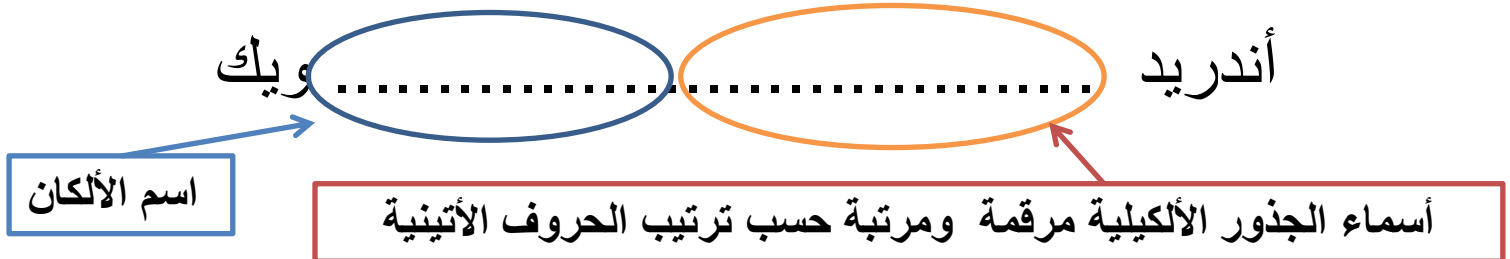 أندريد .......................................... ويك
اسم الألكان
أسماء الجذور الألكيلية مرقمة ومرتبة حسب ترتيب الحروف الأتينية